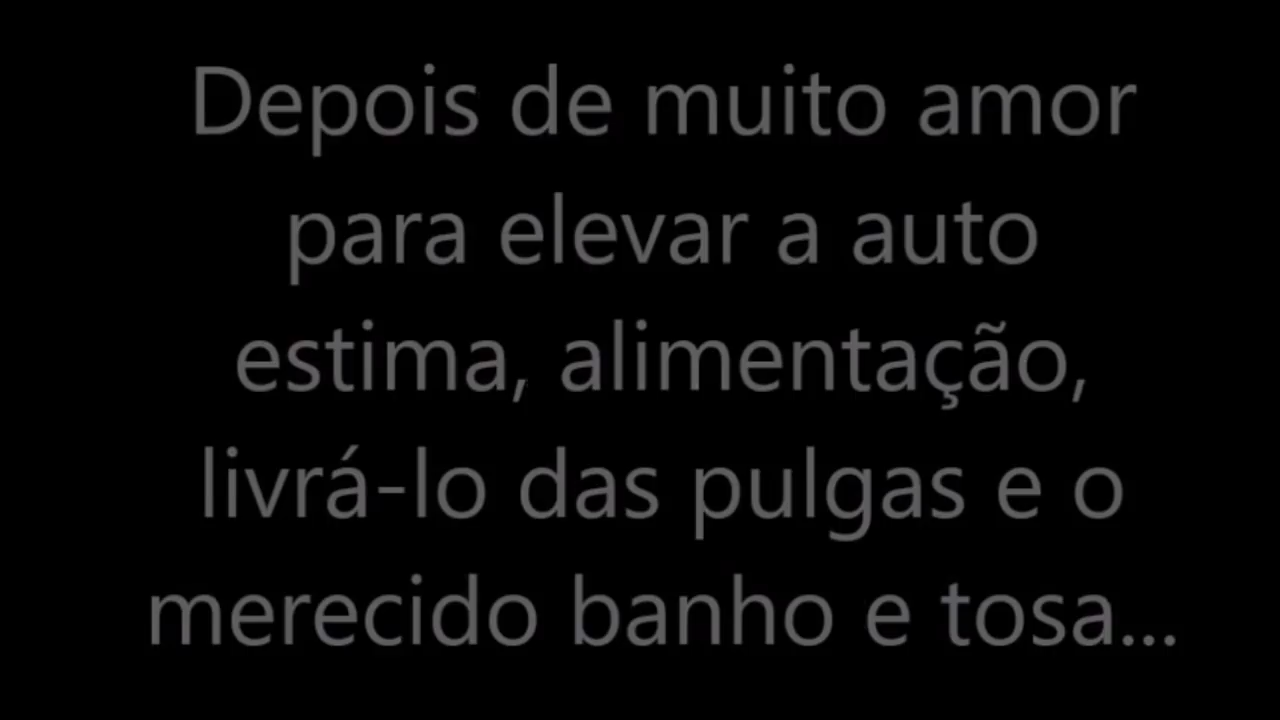 Depois de muito amor
para elevar a auto
estima, alimentação,
livrá-lo das pulgas e o
merecido banho e tosa...